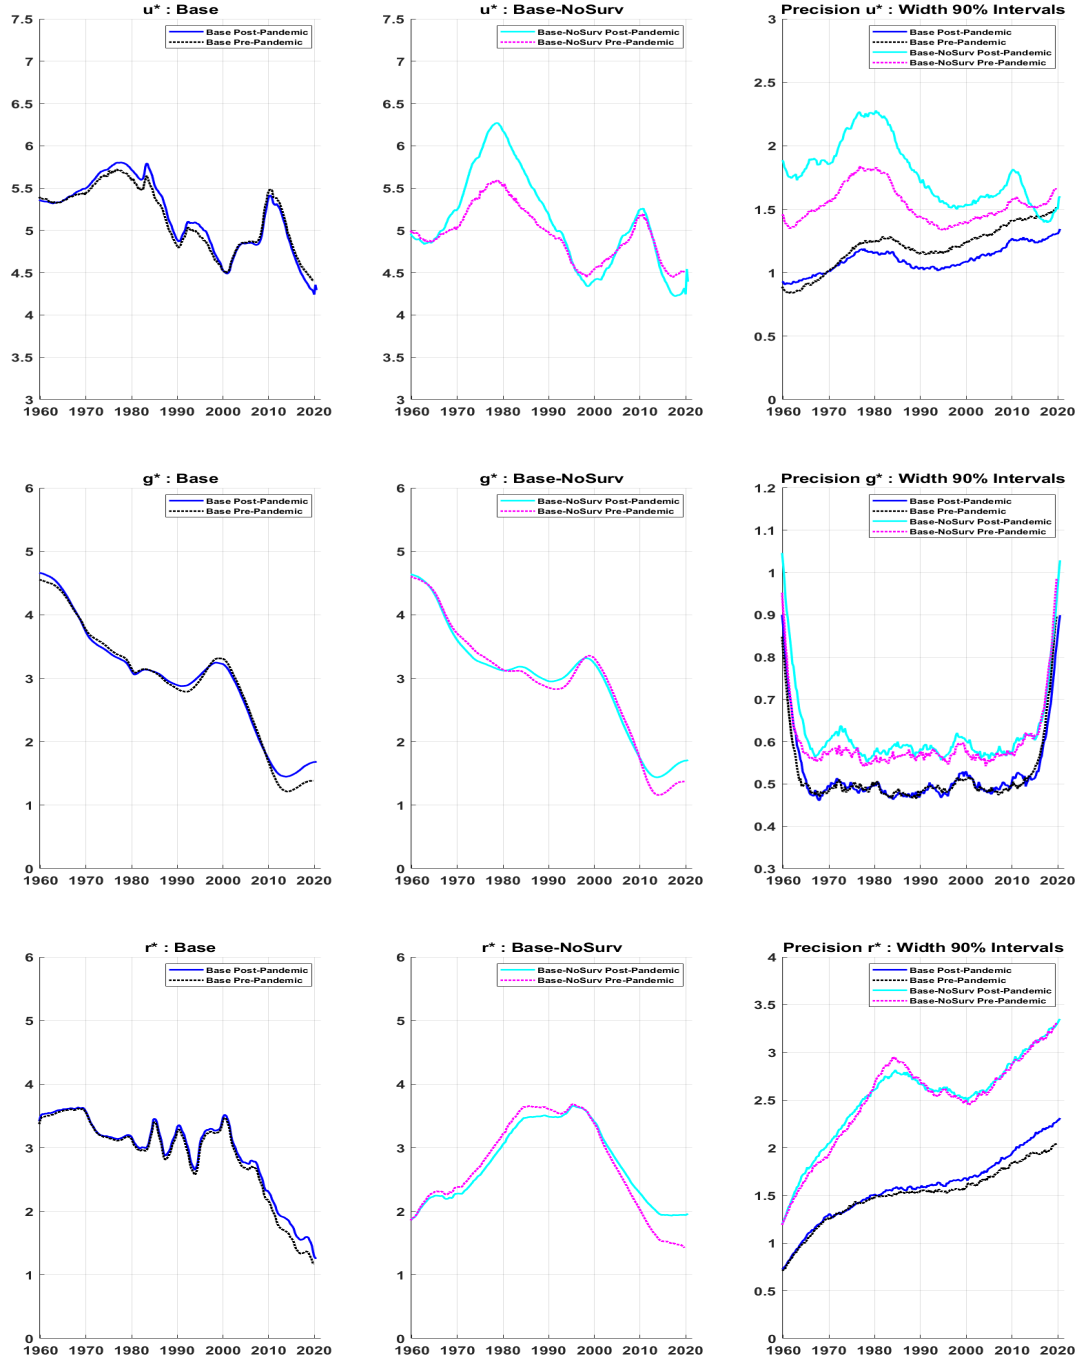 u* : Base
7.5
7
6.5
6
5.5
5
4.5
4
3.5
3
1960 1970 1980 1990 2000 2010 2020
Base Post-Pandemic
Base Pre-Pandemic
u* : Base-NoSurv
7.5
7
6.5
6
5.5
5
4.5
4
3.5
3
1960 1970 1980 1990 2000 2010 2020
Base-NoSurv Post-Pandemic
Base-NoSurv Pre-Pandemic
Precision u* : Width 90% Intervals
3
2.5
2
1.5
1
0.5
0
1960 1970 1980 1990 2000 2010 2020
Base Post-Pandemic
Base Pre-Pandemic
Base-NoSurv Post-Pandemic
Base-NoSurv Pre-Pandemic
g* : Base
6
5
4
3
2
1
0
1960 1970 1980 1990 2000 2010 2020
Base Post-Pandemic
Base Pre-Pandemic
g* : Base-NoSurv
6
5
4
3
2
1
0
1960 1970 1980 1990 2000 2010 2020
Base-NoSurv Post-Pandemic
Base-NoSurv Pre-Pandemic
Precision g* : Width 90% Intervals
1.2
1.1
1
0.9
0.8
0.7
0.6
0.5
0.4
0.3
1960 1970 1980 1990 2000 2010 2020
Base Post-Pandemic
Base Pre-Pandemic
Base-NoSurv Post-Pandemic
Base-NoSurv Pre-Pandemic
r* : Base
6
5
4
3
2
1
0
1960 1970 1980 1990 2000 2010 2020
Base Post-Pandemic
Base Pre-Pandemic
r* : Base-NoSurv
6
5
4
3
2
1
0
1960 1970 1980 1990 2000 2010 2020
Base-NoSurv Post-Pandemic
Base-NoSurv Pre-Pandemic
Precision r* : Width 90% Intervals
4
3.5
3
2.5
2
1.5
1
0.5
0
1960 1970 1980 1990 2000 2010 2020
Base Post-Pandemic
Base Pre-Pandemic
Base-NoSurv Post-Pandemic
Base-NoSurv Pre-Pandemic